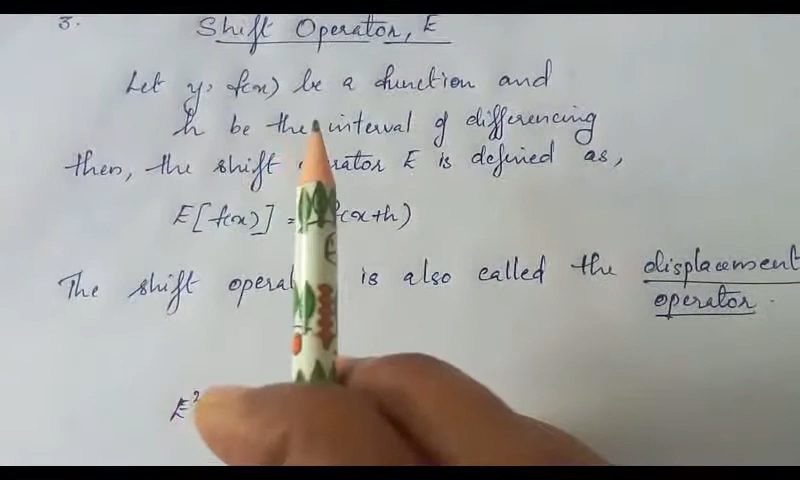 3. Shift Operator, E
Let y = f(x) be a function and
h be the interval of differencing
then, the shift operator E is defined as,
E[f(x)] = f(x+h)
The shift operator is also called the displacement
operator.
E²